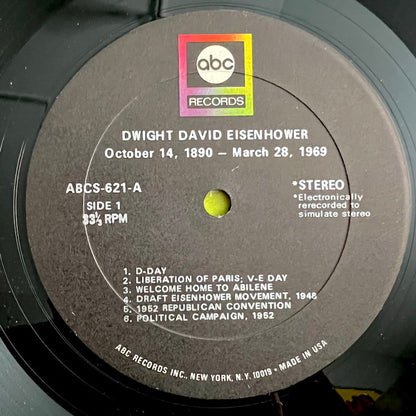 abc
RECORDS
DWIGHT DAVID EISENHOWER
October 14, 1890 — March 28, 1969
ABCS-621-A
*STEREO
SIDE 1
*Electronically
rerecorded to
simulate stereo
33⅓ RPM
1. D-DAY
2. LIBERATION OF PARIS; V-E DAY
3. WELCOME HOME TO ABILENE
4. DRAFT EISENHOWER MOVEMENT, 1948
5. 1952 REPUBLICAN CONVENTION
6. POLITICAL CAMPAIGN, 1952
ABC RECORDS INC., NEW YORK, N.Y. 10019 • MADE IN USA